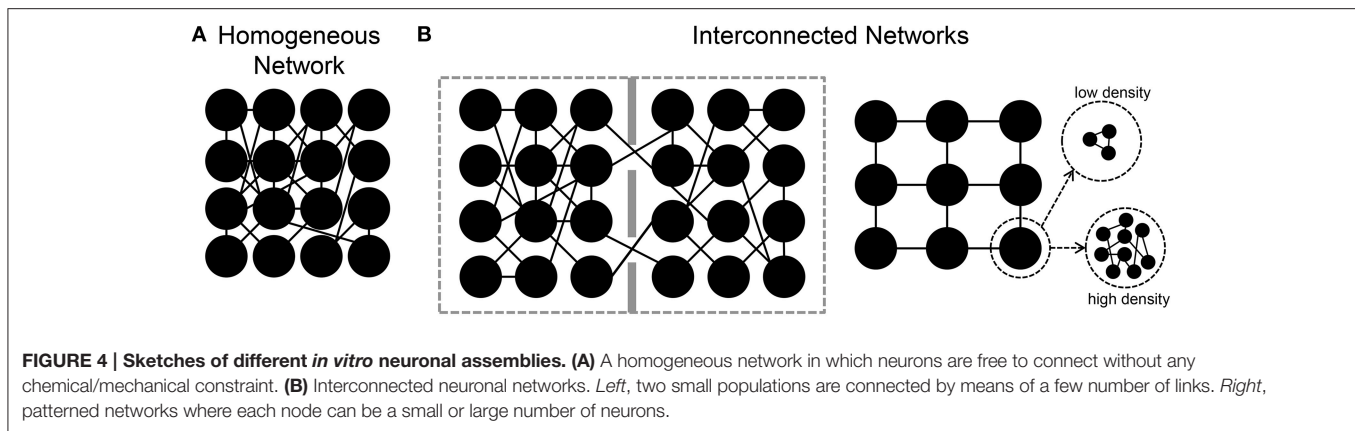 A Homogeneous
Network
B
Interconnected Networks
low density
high density
FIGURE 4 | Sketches of different in vitro neuronal assemblies. (A) A homogeneous network in which neurons are free to connect without any
chemical/mechanical constraint. (B) Interconnected neuronal networks. Left, two small populations are connected by means of a few number of links. Right,
patterned networks where each node can be a small or large number of neurons.